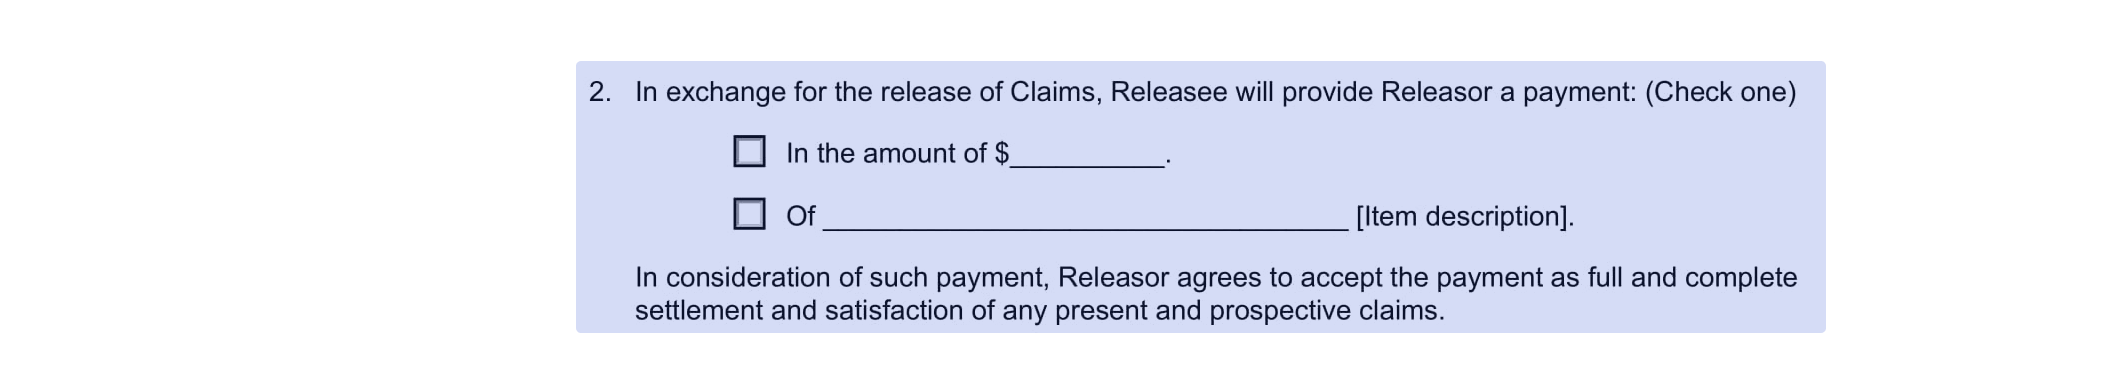 2. In exchange for the release of Claims, Releasee will provide Releasor a payment: (Check one)
In the amount of $__________.
Of __________________________________ [Item description].
In consideration of such payment, Releasor agrees to accept the payment as full and complete
settlement and satisfaction of any present and prospective claims.